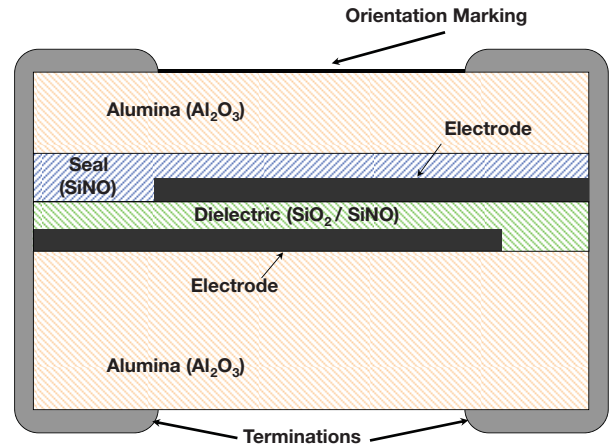 Orientation Marking
Alumina (Al₂O₃)
Electrode
Seal
(SiNO)
Dielectric (SiO₂ / SiNO)
Electrode
Alumina (Al₂O₃)
Terminations